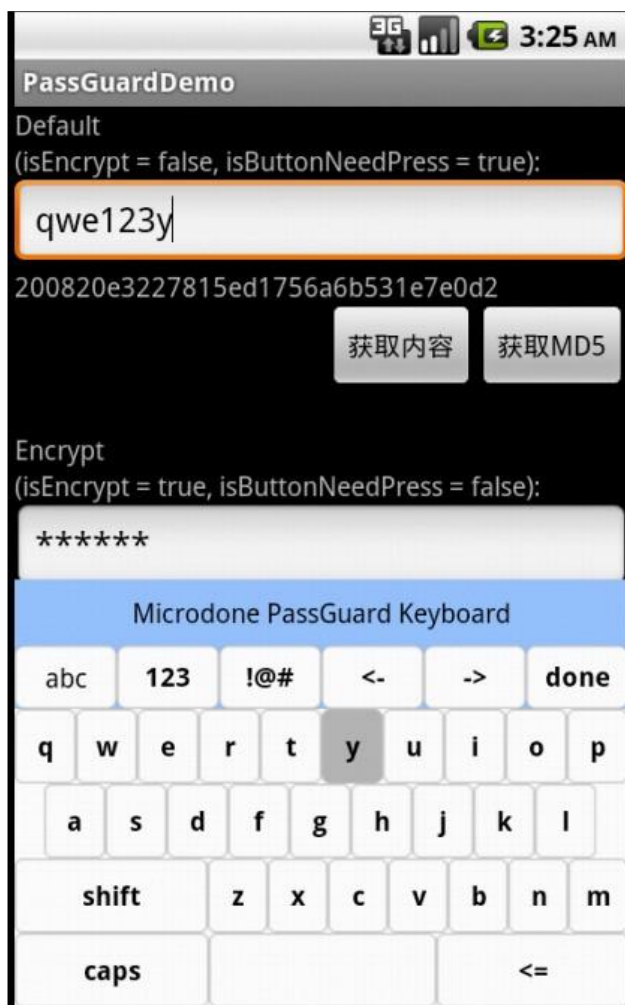 3G 3:25 AM
PassGuardDemo
Default
(isEncrypt = false, isButtonNeedPress = true):
qwe123y
200820e3227815ed1756a6b531e7e0d2
获取内容 获取MD5
Encrypt
(isEncrypt = true, isButtonNeedPress = false):
******
Microdone PassGuard Keyboard
abc 123 !@# <- -> done
q w e r t y u i o p
a s d f g h j k l
shift z x c v b n m
caps <=